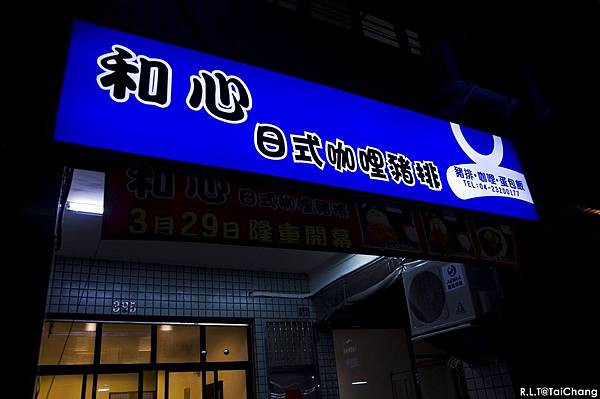 和心
日式咖哩豬排
豬排·咖哩·蛋包飯
TEL:04-23200177
和心
日式咖哩豬排
3月29日 隆重開幕
395
R.L.T@TaiChang